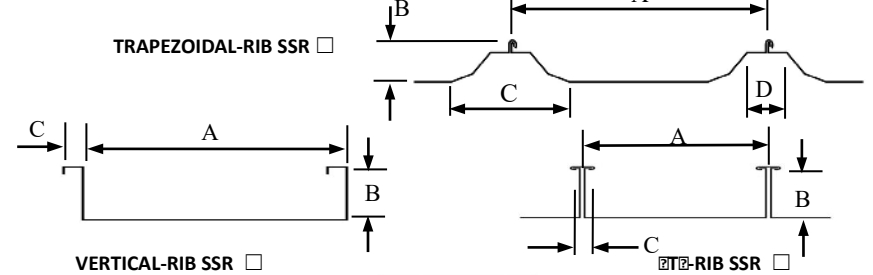 B
A
TRAPEZOIDAL-RIB SSR □
C
D
C
A
A
B
B
C
VERTICAL-RIB SSR □
⍰T⍰-RIB SSR □